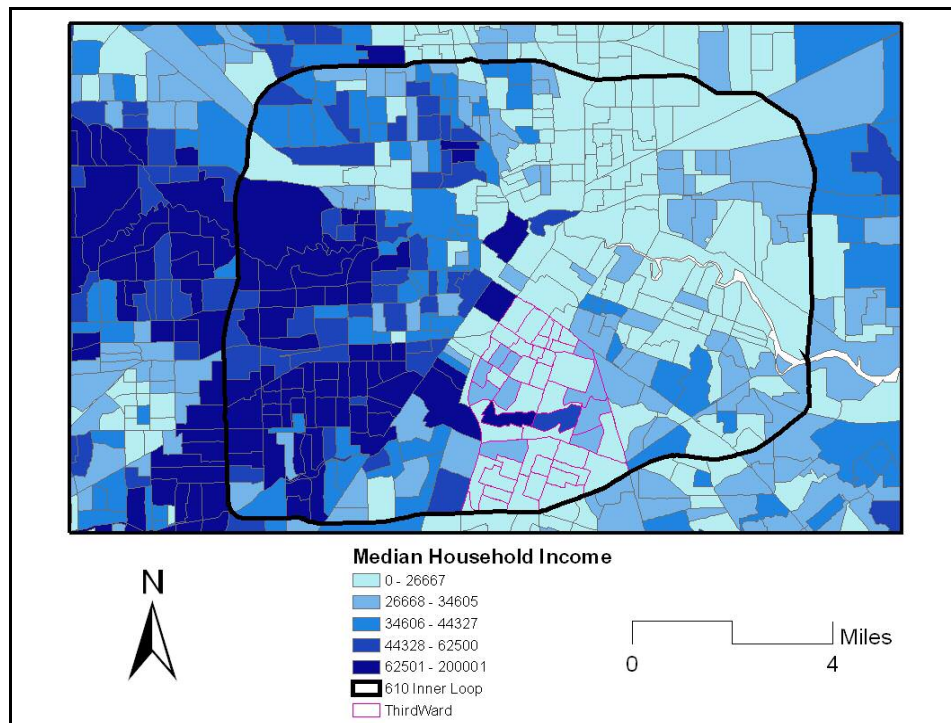 Median Household Income
N
0 - 26667
26668 - 34605
34606 - 44327
44328 - 62500
62501 - 200001
610 Inner Loop
ThirdWard
Miles
0 4